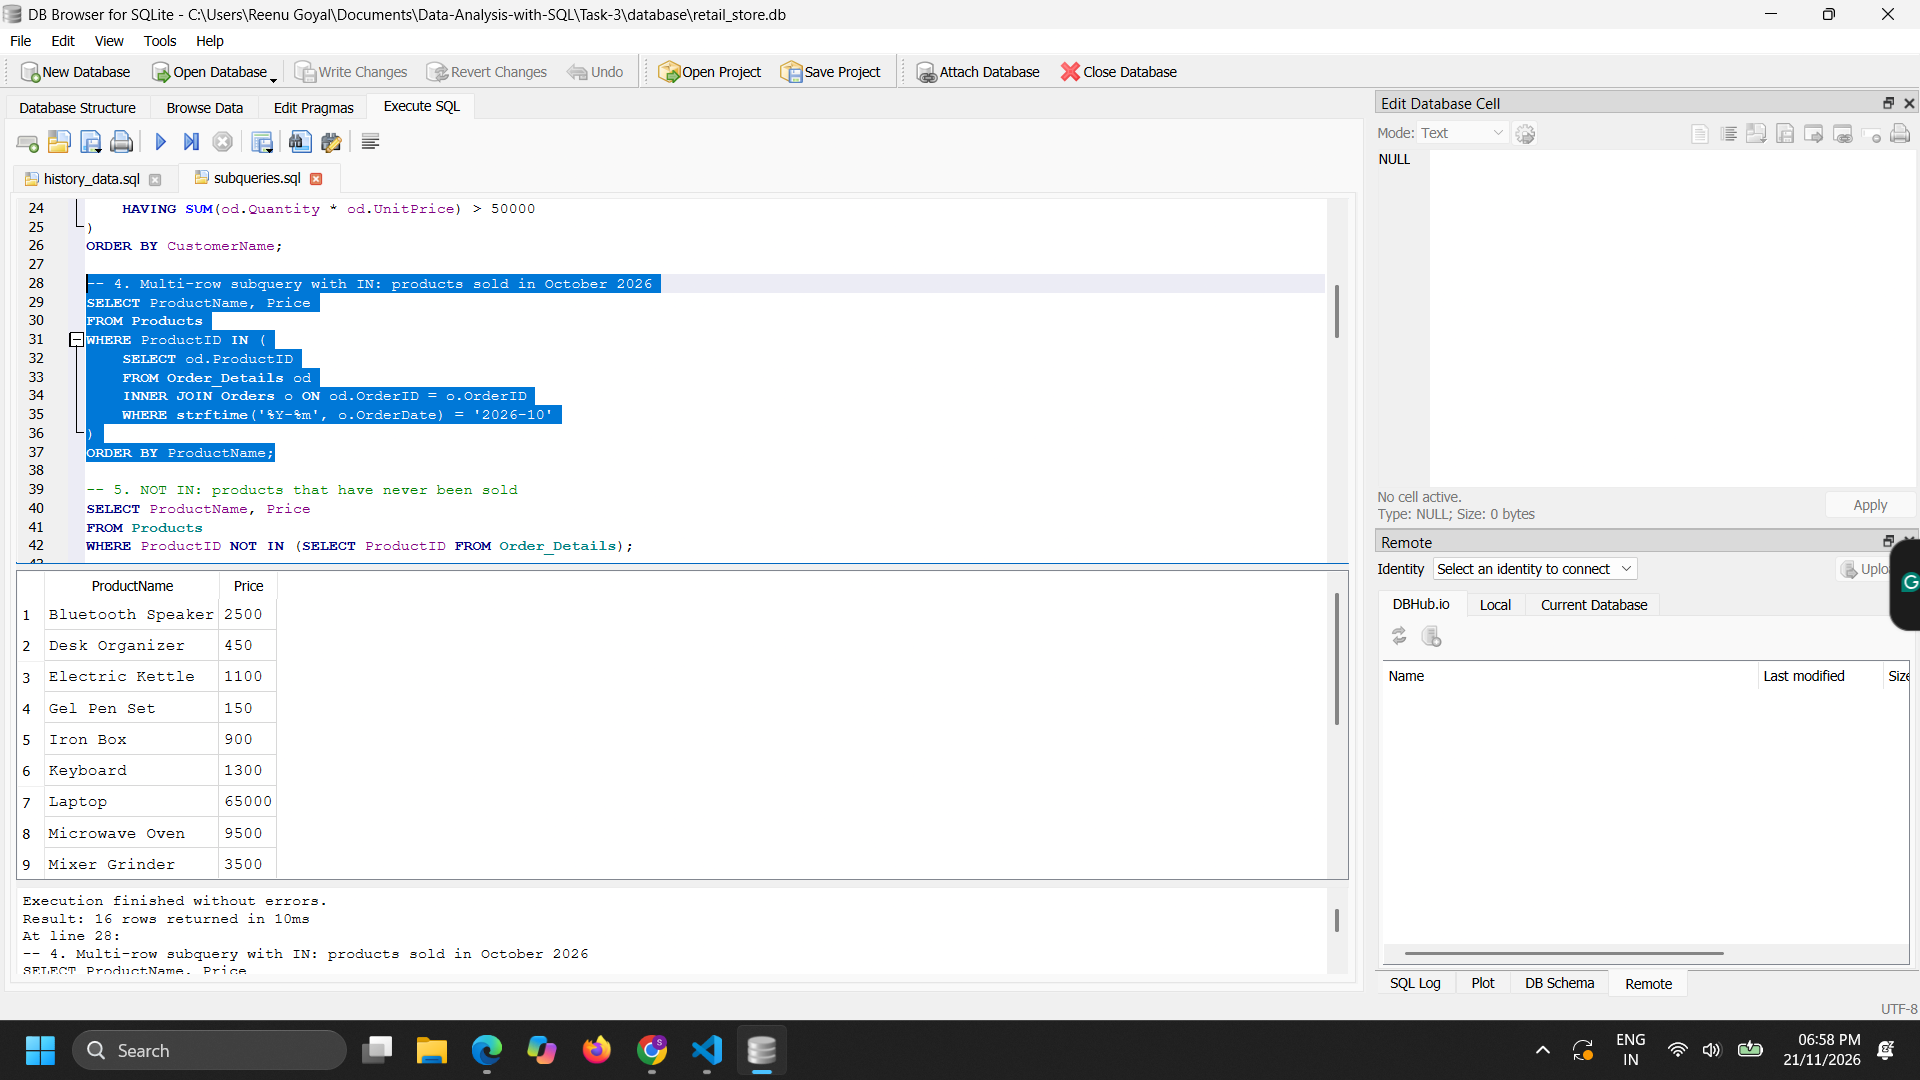 DB Browser for SQLite - C:\Users\Reenu Goyal\Documents\Data-Analysis-with-SQL\Task-3\database\retail_store.db
File Edit View Tools Help
New Database Open Database Write Changes Revert Changes Undo Open Project Save Project Attach Database Close Database
Database Structure Browse Data Edit Pragmas Execute SQL
history_data.sql subqueries.sql
24 HAVING SUM(od.Quantity * od.UnitPrice) > 50000
25 )
26 ORDER BY CustomerName;
27
28 -- 4. Multi-row subquery with IN: products sold in October 2026
29 SELECT ProductName, Price
30 FROM Products
31 WHERE ProductID IN (
32 SELECT od.ProductID
33 FROM Order_Details od
34 INNER JOIN Orders o ON od.OrderID = o.OrderID
35 WHERE strftime('%Y-%m', o.OrderDate) = '2026-10'
36 )
37 ORDER BY ProductName;
38
39 -- 5. NOT IN: products that have never been sold
40 SELECT ProductName, Price
41 FROM Products
42 WHERE ProductID NOT IN (SELECT ProductID FROM Order_Details);
ProductName Price
1 Bluetooth Speaker 2500
2 Desk Organizer 450
3 Electric Kettle 1100
4 Gel Pen Set 150
5 Iron Box 900
6 Keyboard 1300
7 Laptop 65000
8 Microwave Oven 9500
9 Mixer Grinder 3500
Execution finished without errors.
Result: 16 rows returned in 10ms
At line 28:
-- 4. Multi-row subquery with IN: products sold in October 2026
SELECT ProductName, Price
Edit Database Cell
Mode: Text
NULL
No cell active.
Type: NULL; Size: 0 bytes
Apply
Remote
Identity Select an identity to connect Uplo
DBHub.io Local Current Database
Name Last modified Size
SQL Log Plot DB Schema Remote
UTF-8
Search
ENG
IN
06:58 PM
21/11/2026